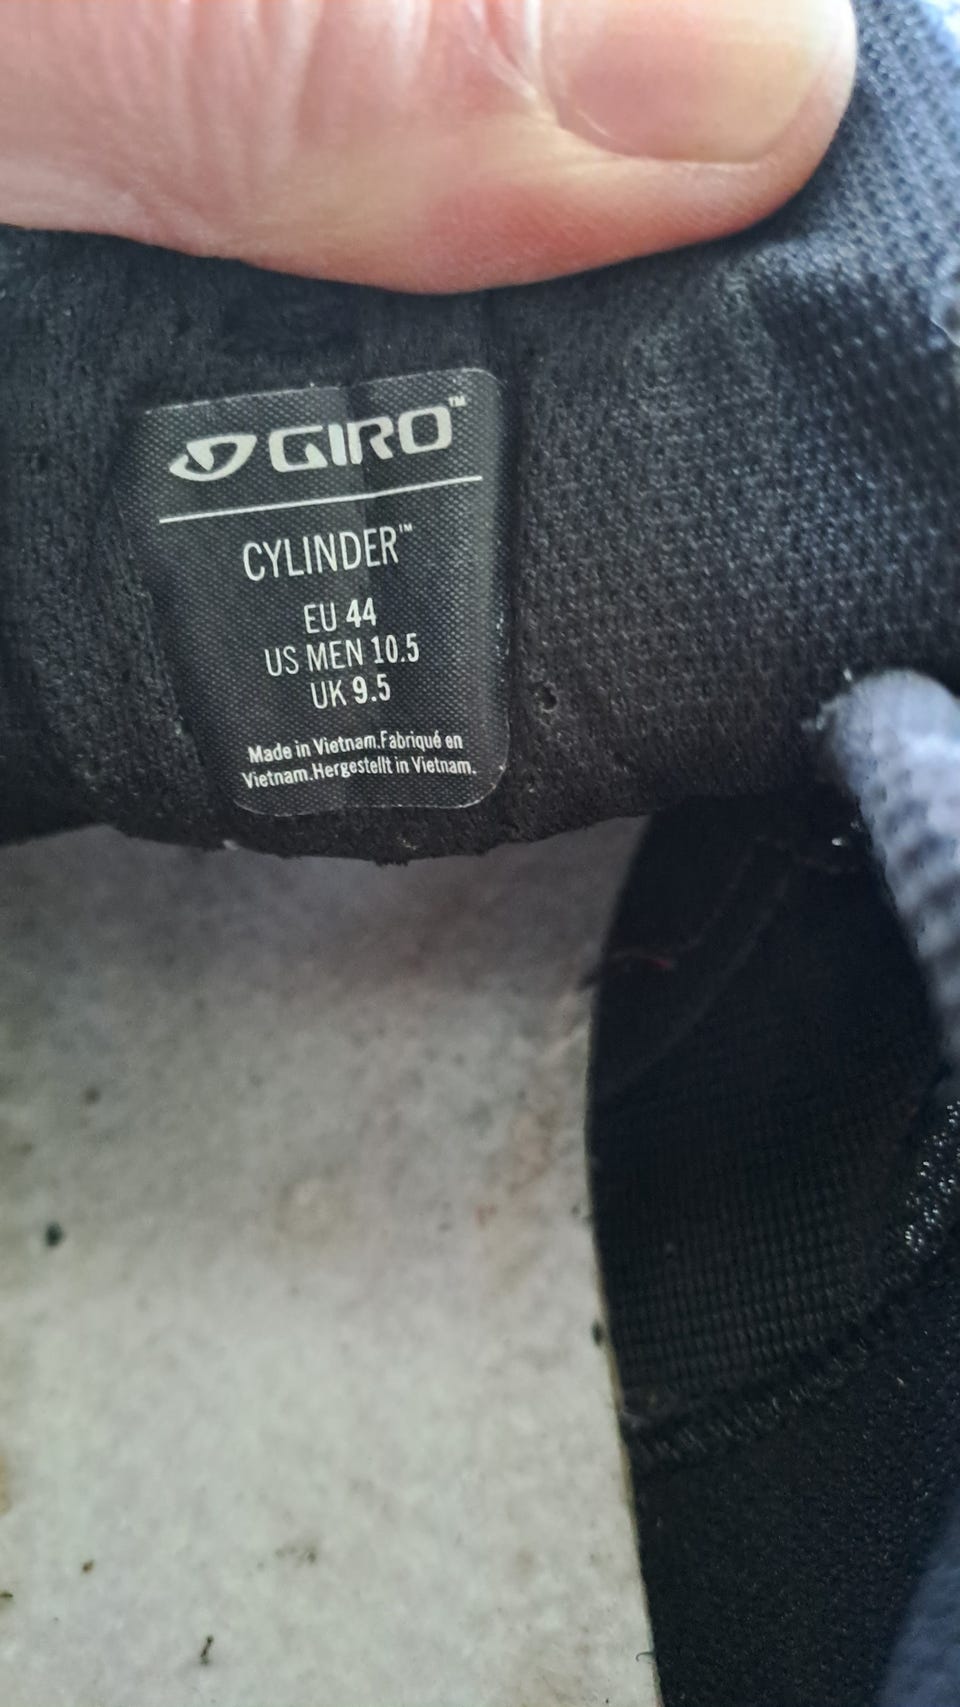 GIRO™
CYLINDER™
EU 44
US MEN 10.5
UK 9.5
Made in Vietnam.Fabriqué en
Vietnam.Hergestellt in Vietnam.